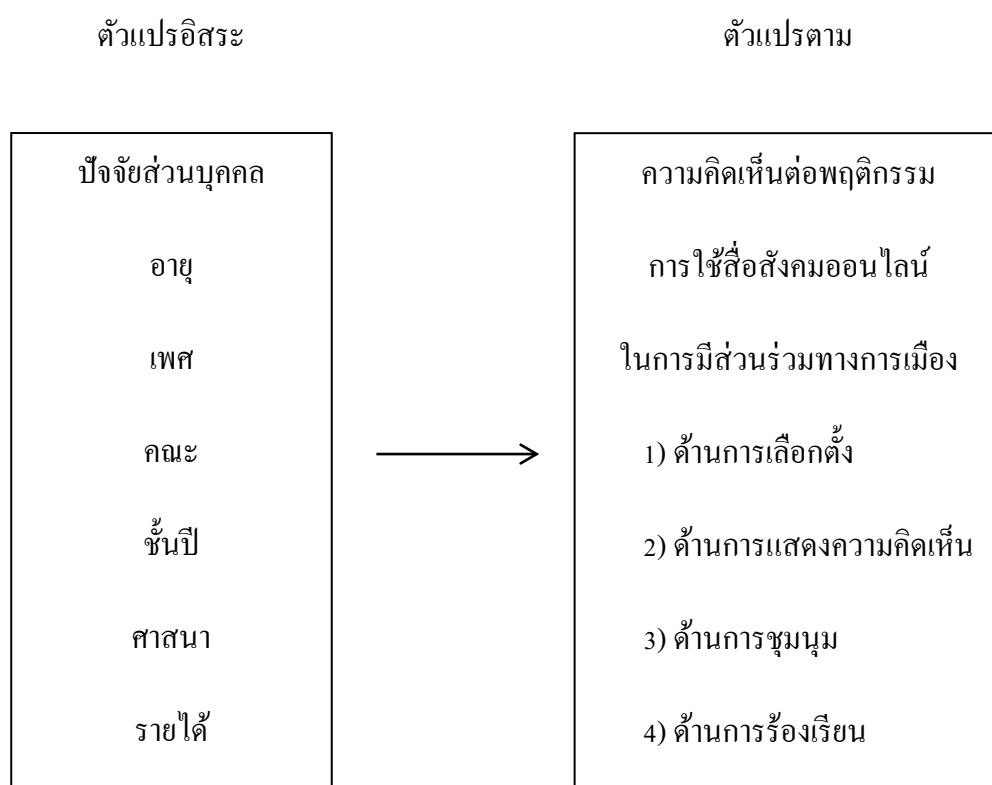 ตัวแปรอิสระ
ตัวแปรตาม
ปัจจัยส่วนบุคคล
อายุ
เพศ
คณะ
ชั้นปี
ศาสนา
รายได้
ความคิดเห็นต่อพฤติกรรม
การใช้สื่อสังคมออนไลน์
ในการมีส่วนร่วมทางการเมือง
1) ด้านการเลือกตั้ง
2) ด้านการแสดงความคิดเห็น
3) ด้านการชุมนุม
4) ด้านการร้องเรียน